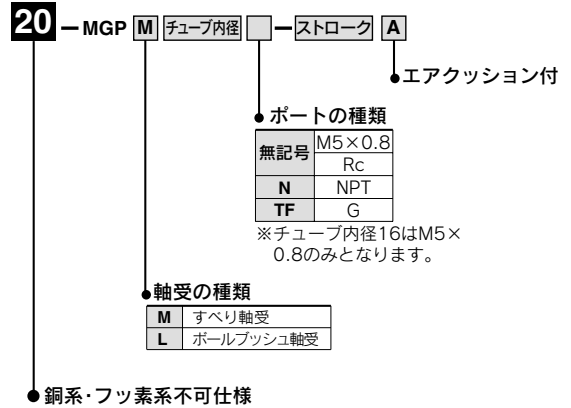 20 － MGP M チューブ内径 － ストローク A
エアクッション付
ポートの種類
無記号 M5×0.8
Rc
N NPT
TF G
※チューブ内径16はM5×
0.8のみとなります。
軸受の種類
M すべり軸受
L ボールブッシュ軸受
銅系･フッ素系不可仕様